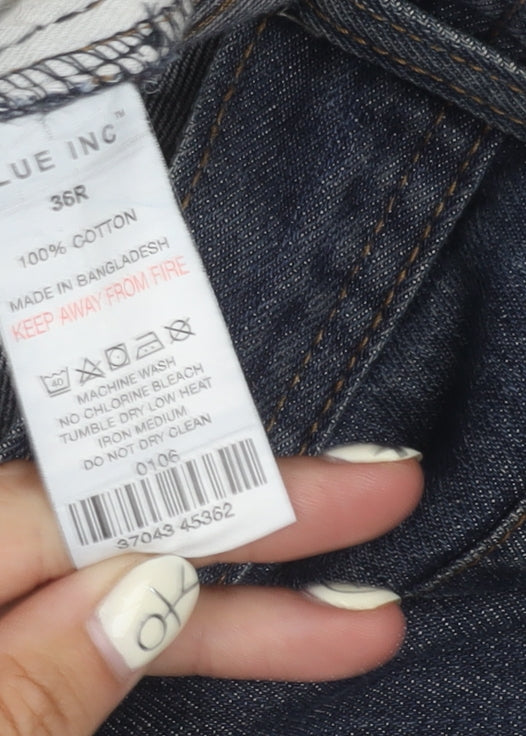 LUE INC™
36R
100% COTTON
MADE IN BANGLADESH
KEEP AWAY FROM FIRE
40
MACHINE WASH
NO CHLORINE BLEACH
TUMBLE DRY LOW HEAT
IRON MEDIUM
DO NOT DRY CLEAN
0106
37043 45362